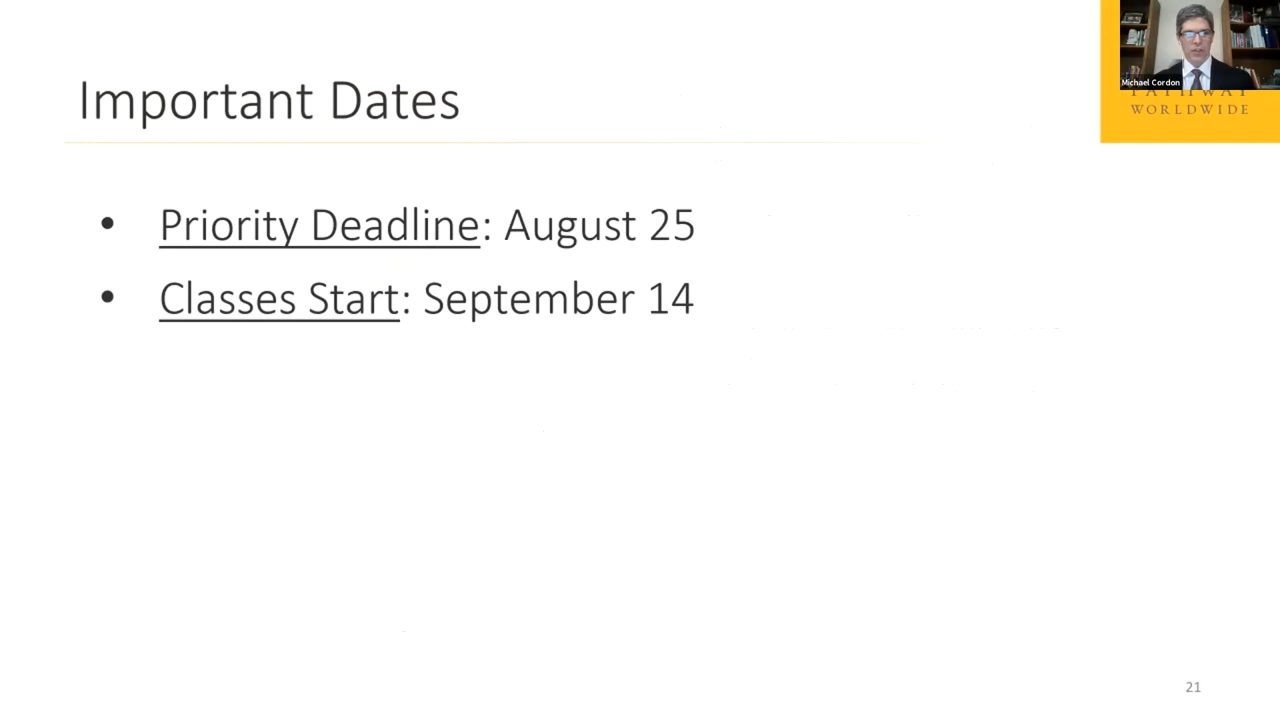 Michael Cordon
PATHWAY
WORLDWIDE
Important Dates
• Priority Deadline: August 25
• Classes Start: September 14
21